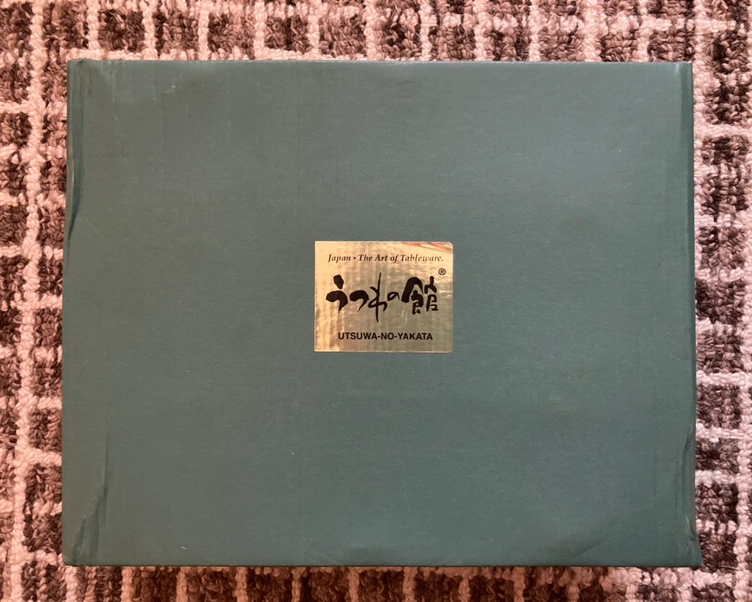 Japan • The Art of Tableware.
うつわの館®
UTSUWA-NO-YAKATA